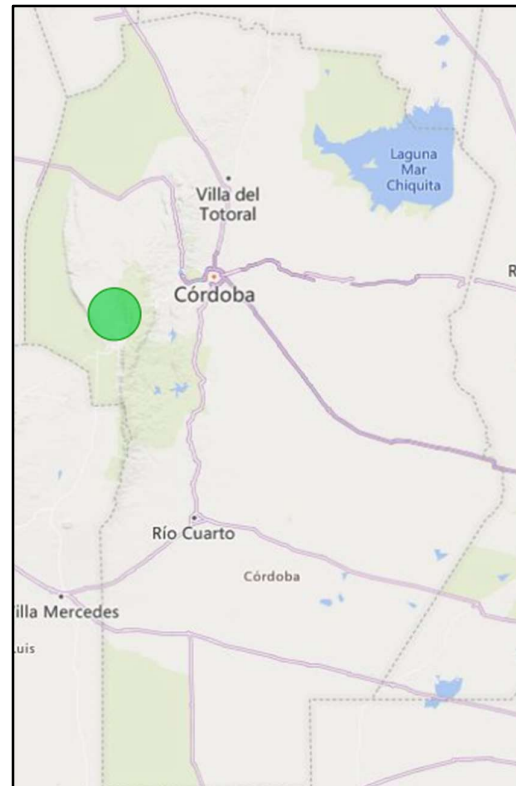 Laguna
Mar
Chiquita
Villa del
Totoral
R
Córdoba
Río Cuarto
Córdoba
illa Mercedes
uis